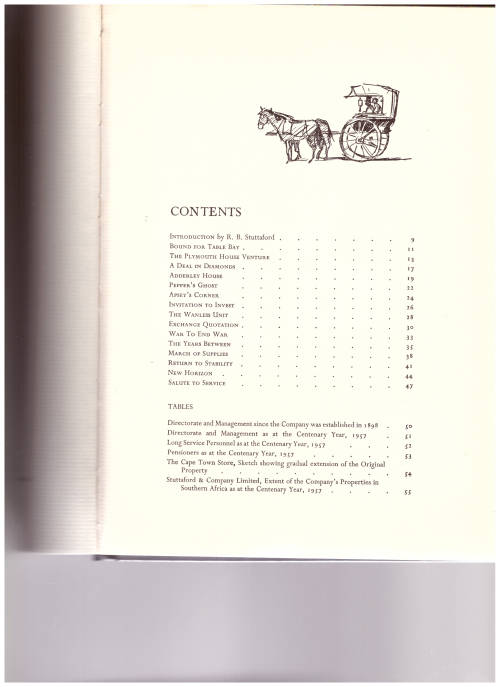 CONTENTS
INTRODUCTION by R. B. Stuttaford . . . . . . . 9
BOUND FOR TABLE BAY . . . . . . . . 11
THE PLYMOUTH HOUSE VENTURE . . . . . . . 13
A DEAL IN DIAMONDS . . . . . . . . 17
ADDERLEY HOUSE . . . . . . . . 19
PEPPER'S GHOST . . . . . . . . 22
APSEY'S CORNER . . . . . . . . 24
INVITATION TO INVEST . . . . . . . . 26
THE WANLESS UNIT . . . . . . . . 28
EXCHANGE QUOTATION . . . . . . . . 30
WAR TO END WAR . . . . . . . . 33
THE YEARS BETWEEN . . . . . . . . 35
MARCH OF SUPPLIES . . . . . . . . 38
RETURN TO STABILITY . . . . . . . . 41
NEW HORIZON . . . . . . . . . 44
SALUTE TO SERVICE . . . . . . . . 47
TABLES
Directorate and Management since the Company was established in 1898 . 50
Directorate and Management as at the Centenary Year, 1957 . 51
Long Service Personnel as at the Centenary Year, 1957 . . . 52
Pensioners as at the Centenary Year, 1957 . . . . . 53
The Cape Town Store, Sketch showing gradual extension of the Original
Property . . . . . . . . . 54
Stuttaford & Company Limited, Extent of the Company's Properties in
Southern Africa as at the Centenary Year, 1957 . . . . 55